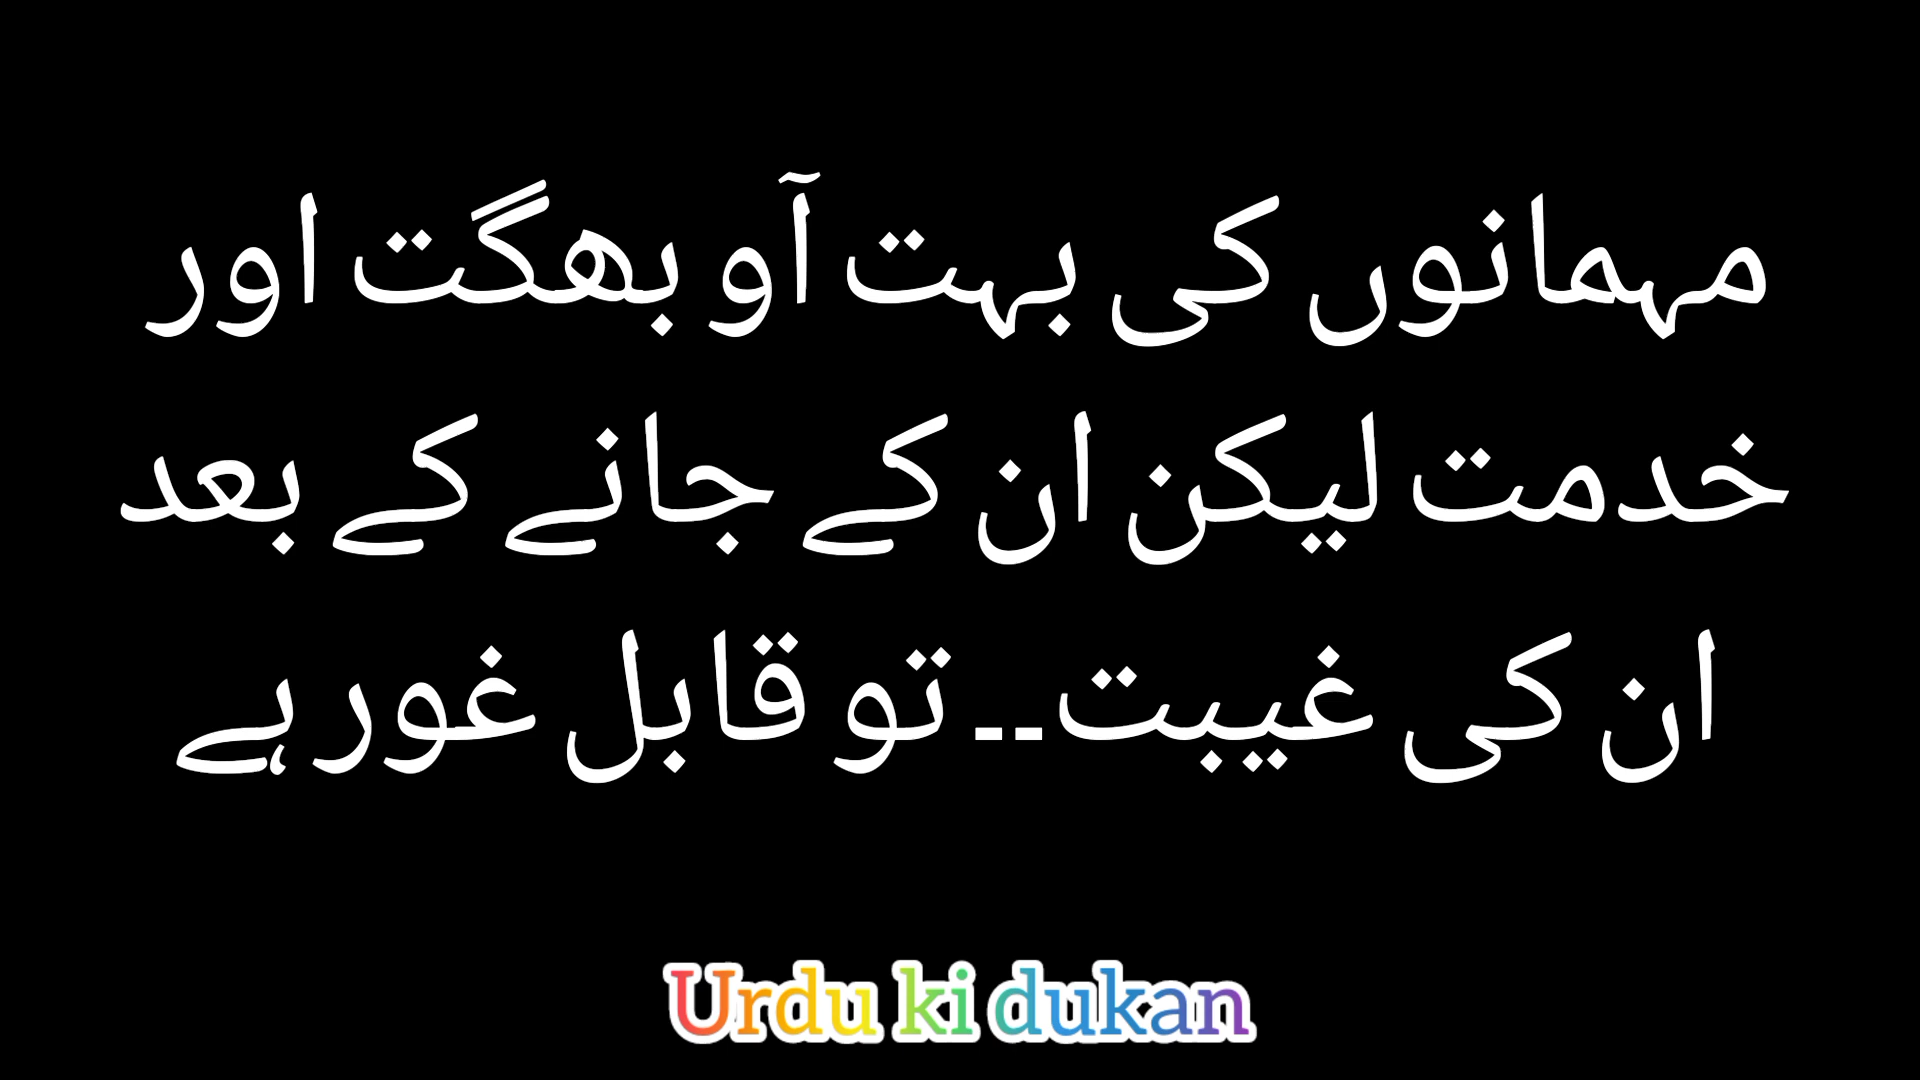 مہمانوں کی بہت آو بھگت اور
خدمت لیکن ان کے جانے کے بعد
ان کی غیبت۔۔ تو قابل غور ہے
Urdu ki dukan